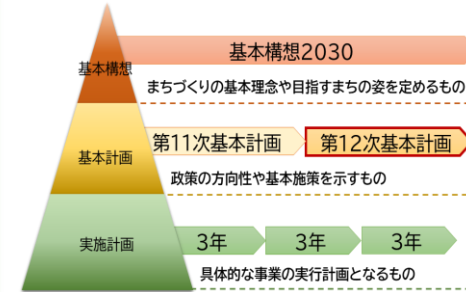 基本構想
基本構想2030
まちづくりの基本理念や目指すまちの姿を定めるもの
基本計画
第11次基本計画
第12次基本計画
政策の方向性や基本施策を示すもの
実施計画
3年
3年
3年
具体的な事業の実行計画となるもの